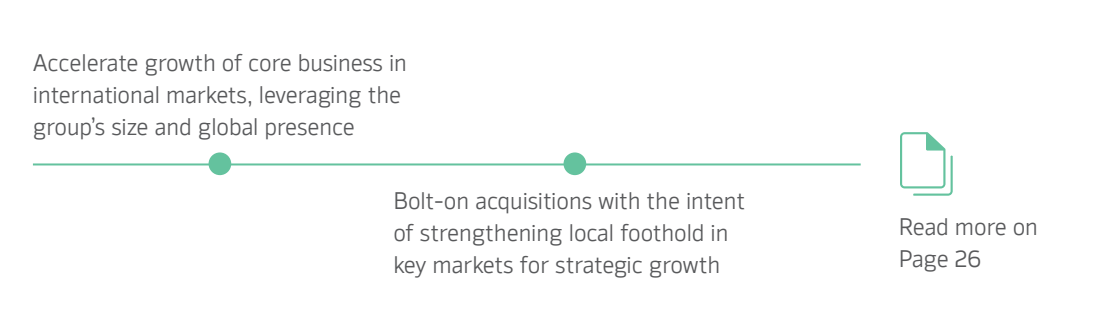 Accelerate growth of core business in
international markets, leveraging the
group's size and global presence
Bolt-on acquisitions with the intent
of strengthening local foothold in
key markets for strategic growth
Read more on
Page 26